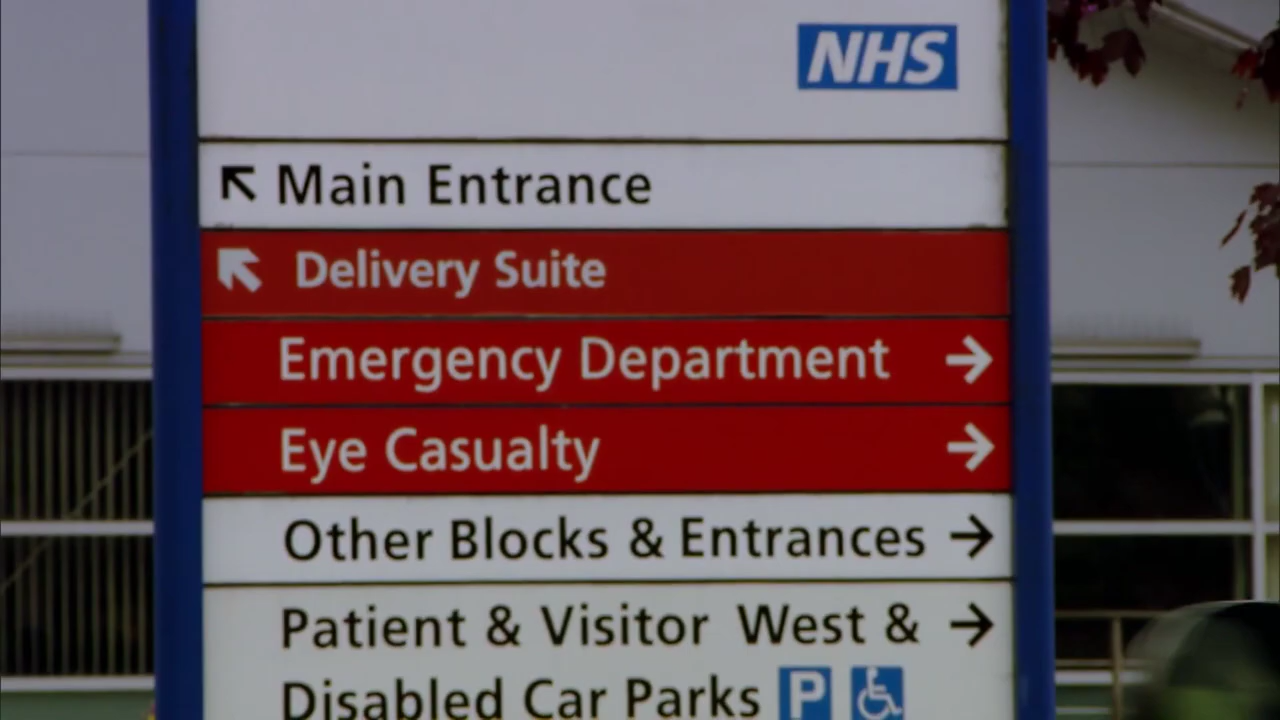 NHS
Main Entrance
Delivery Suite
Emergency Department
Eye Casualty
Other Blocks & Entrances
Patient & Visitor West &
Disabled Car Parks P